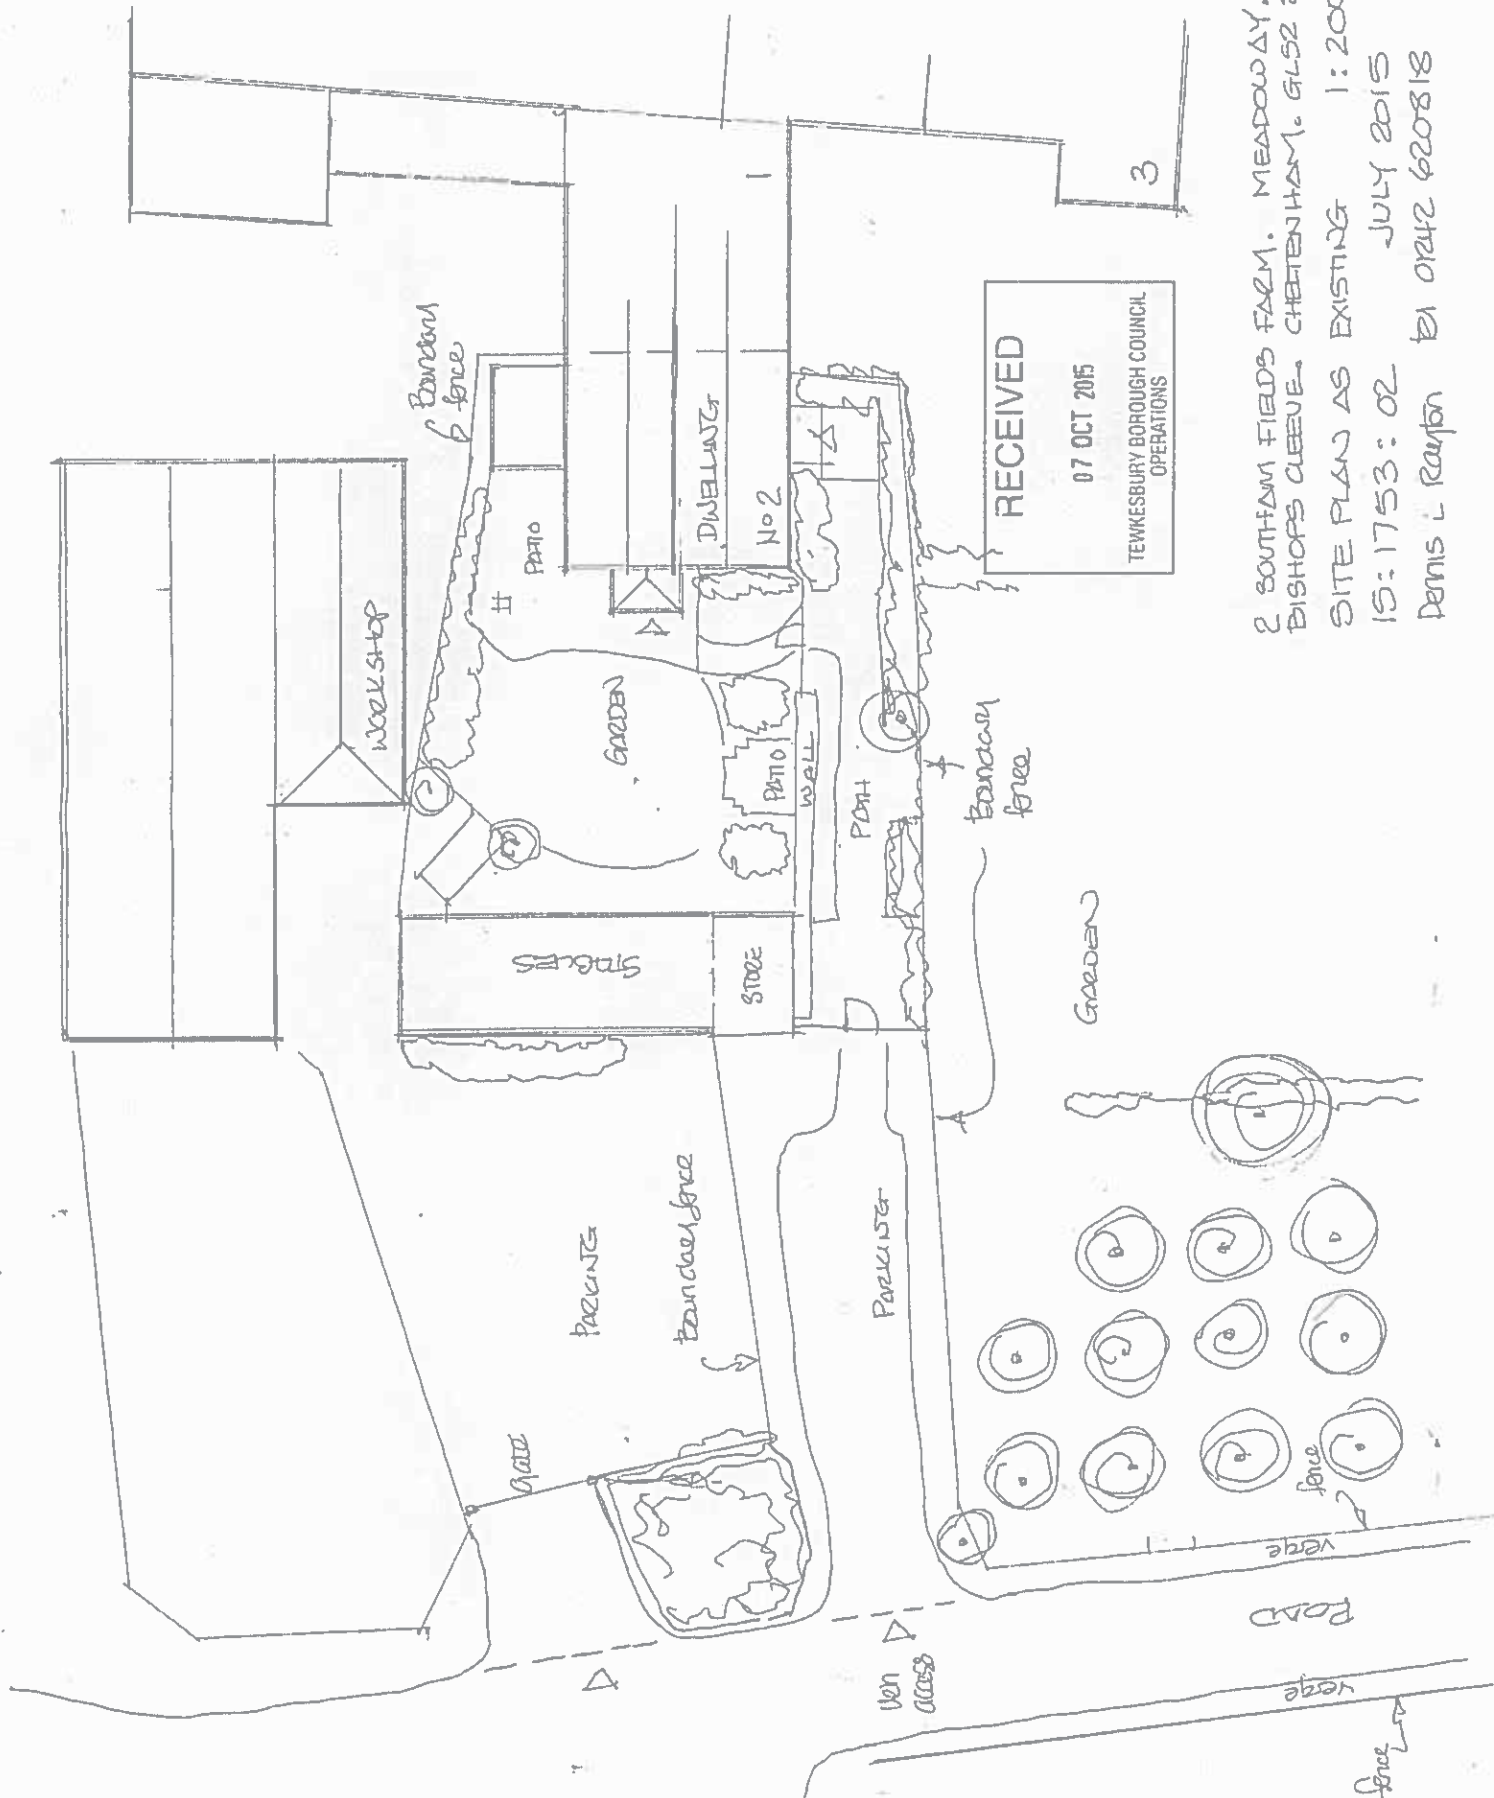 WORKSHOP
Boundary
fence
PATIO
#
DWELLING
No 2
1
3
GARDEN
PATIO
WALL
PATH
STABLES
STORE
Boundary
fence
GARDEN
PARKING
Boundary fence
PARKING
gate
fence
verge
ROAD
verge
fence
Veh
access
RECEIVED
07 OCT 2015
TEWKESBURY BOROUGH COUNCIL
OPERATIONS
2 SOUTHAM FIELDS FARM. MEADOWAY.
BISHOPS CLEEVE. CHELTENHAM. GL52
SITE PLAN AS EXISTING 1:200
15:1753:02 JULY 2015
Dennis L Rayton tel 01242 620818